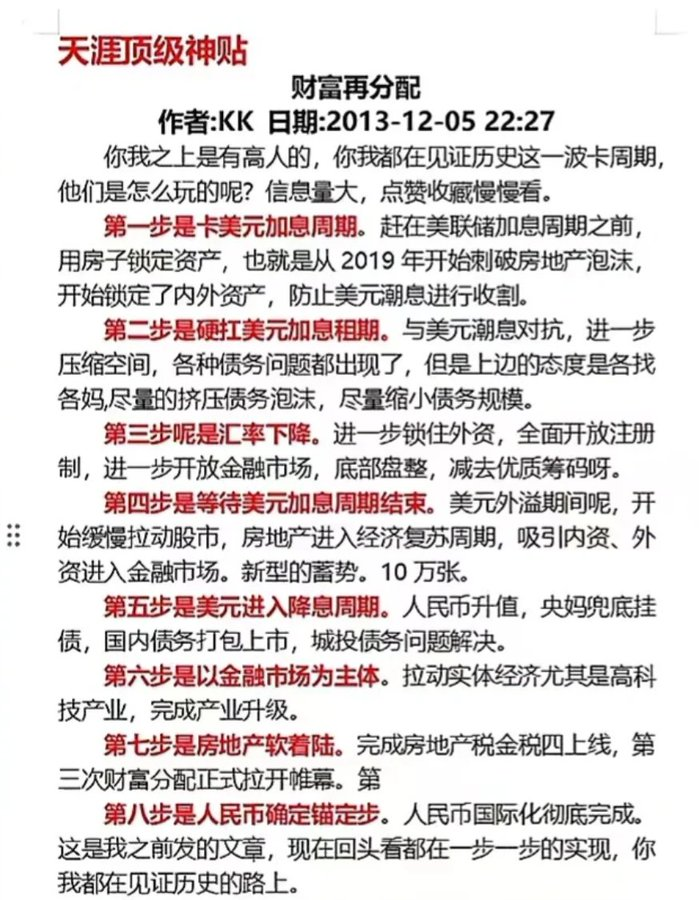 天涯顶级神贴
财富再分配
作者:KK 日期:2013-12-05 22:27
你我之上是有高人的，你我都在见证历史这一波卡周期，
他们是怎么玩的呢？信息量大，点赞收藏慢慢看。
第一步是卡美元加息周期。赶在美联储加息周期之前，
用房子锁定资产，也就是从 2019 年开始刺破房地产泡沫，
开始锁定了内外资产，防止美元潮息进行收割。
第二步是硬扛美元加息租期。与美元潮息对抗，进一步
压缩空间，各种债务问题都出现了，但是上边的态度是各找
各妈,尽量的挤压债务泡沫，尽量缩小债务规模。
第三步呢是汇率下降。进一步锁住外资，全面开放注册
制，进一步开放金融市场，底部盘整，减去优质筹码呀。
第四步是等待美元加息周期结束。美元外溢期间呢，开
始缓慢拉动股市，房地产进入经济复苏周期，吸引内资、外
资进入金融市场。新型的蓄势。10 万张。
第五步是美元进入降息周期。人民币升值，央妈兜底挂
债，国内债务打包上市，城投债务问题解决。
第六步是以金融市场为主体。拉动实体经济尤其是高科
技产业，完成产业升级。
第七步是房地产软着陆。完成房地产税金税四上线，第
三次财富分配正式拉开帷幕。第
第八步是人民币确定锚定步。人民币国际化彻底完成。
这是我之前发的文章，现在回头看都在一步一步的实现，你
我都在见证历史的路上。